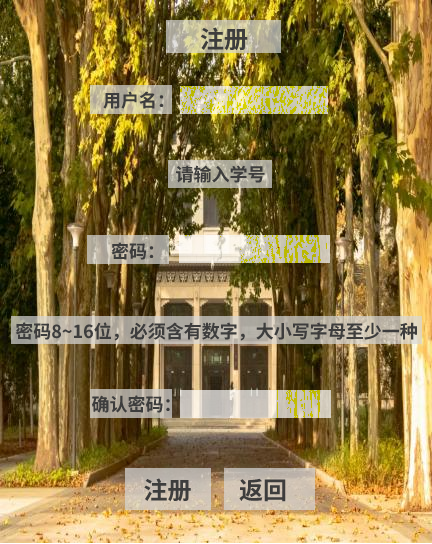 注册
用户名：
请输入学号
密码：
密码8~16位，必须含有数字，大小写字母至少一种
确认密码：
注册 返回